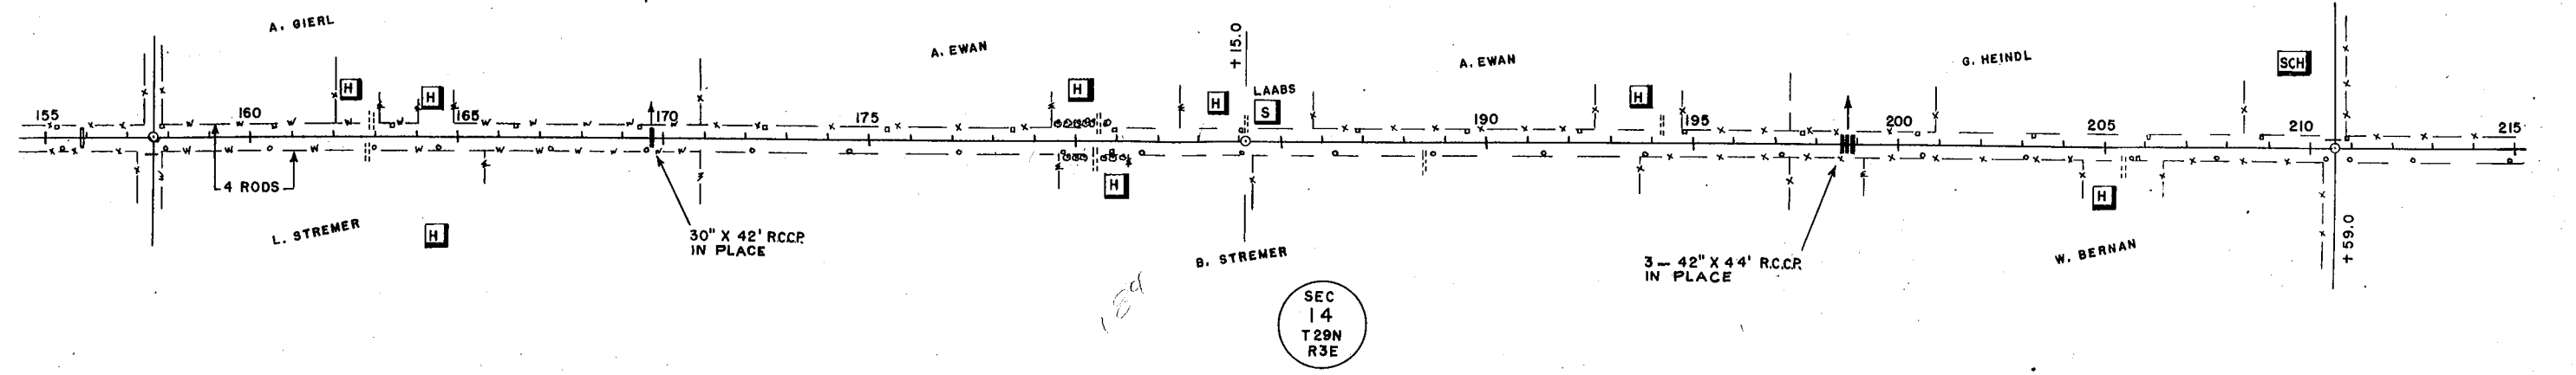 A. GIERL
A. EWAN
+ 15.0
A. EWAN
G. HEINDL
SCH
H
H
H
H
LAABS
S
H
155
160
165
170
175
190
195
200
205
210
215
4 RODS
H
H
L. STREMER
H
30" X 42' R.C.C.P.
IN PLACE
B. STREMER
3 - 42" X 44' R.C.C.P.
IN PLACE
W. BERNAN
+ 59.0
SEC
14
T29N
R3E